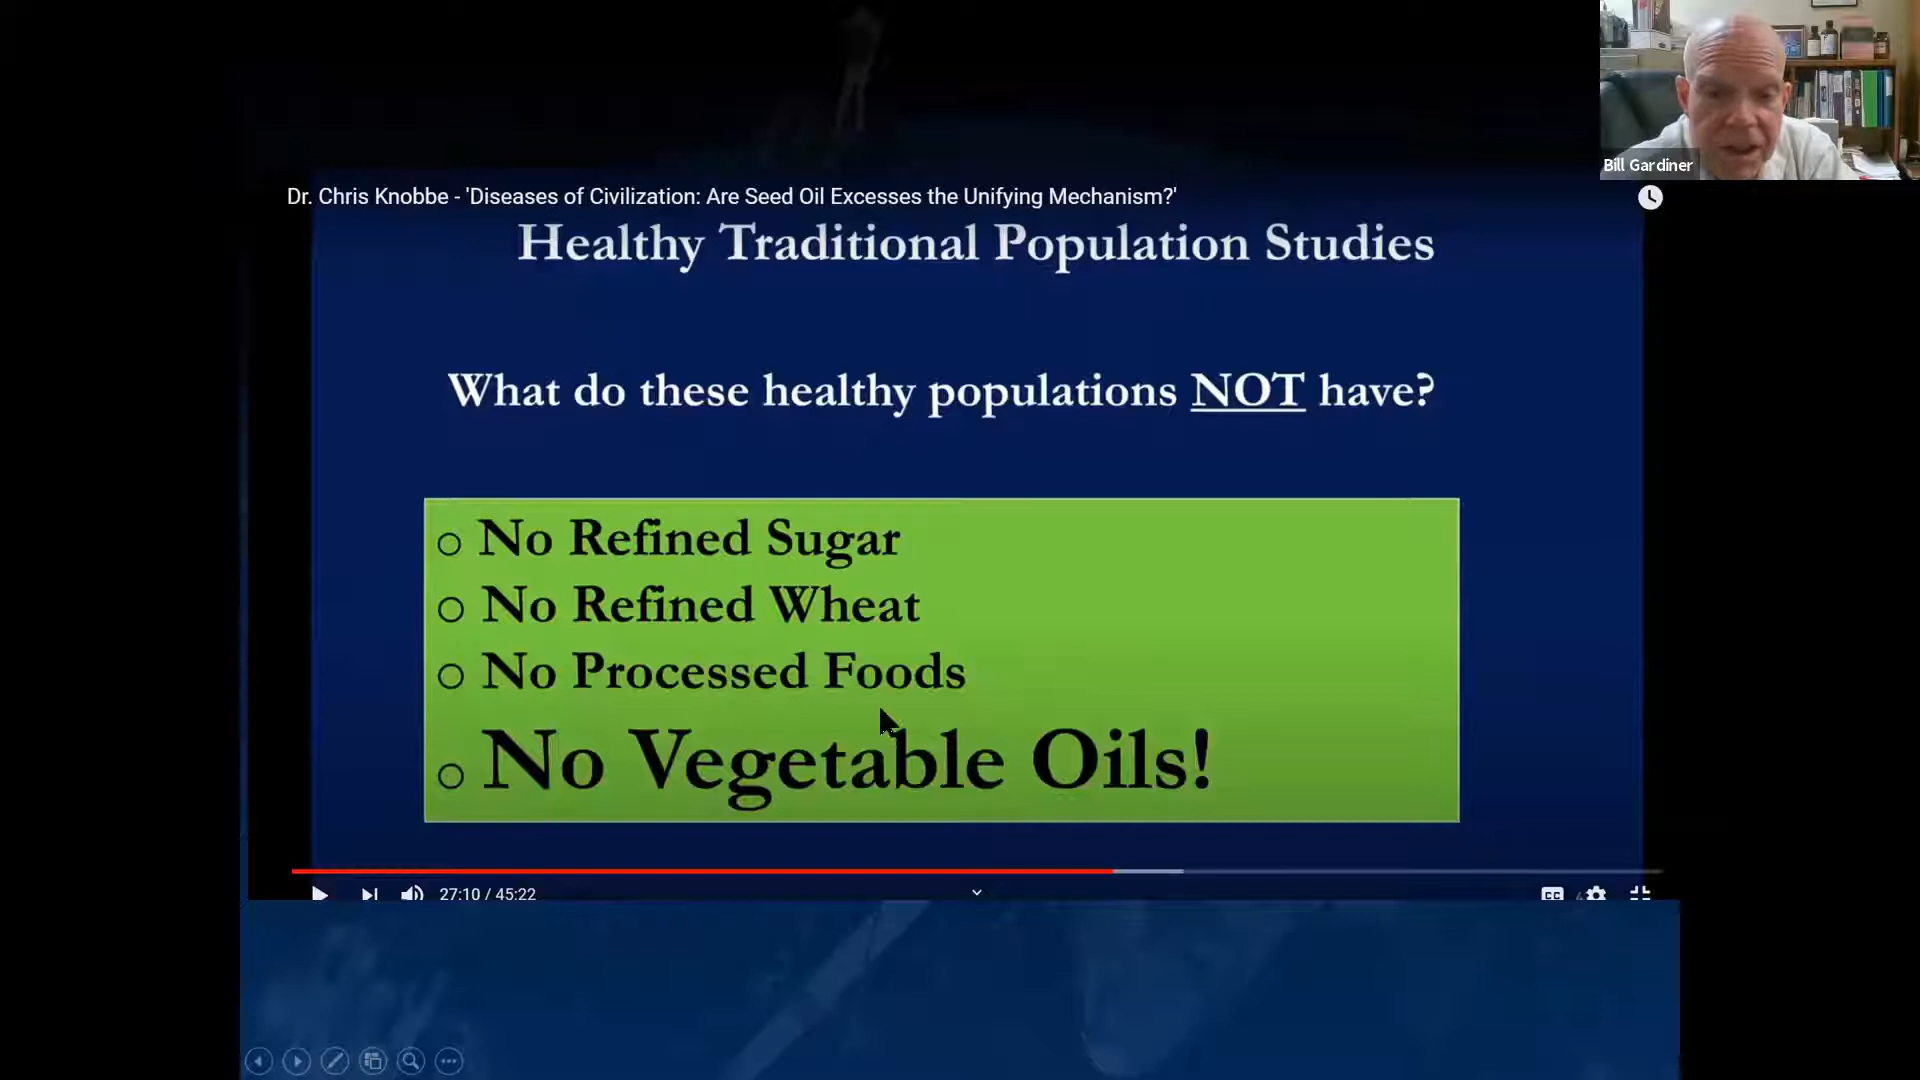 Bill Gardiner
Dr. Chris Knobbe - 'Diseases of Civilization: Are Seed Oil Excesses the Unifying Mechanism?'
Healthy Traditional Population Studies
What do these healthy populations NOT have?
o No Refined Sugar
o No Refined Wheat
o No Processed Foods
o No Vegetable Oils!
27:10 / 45:22
CC